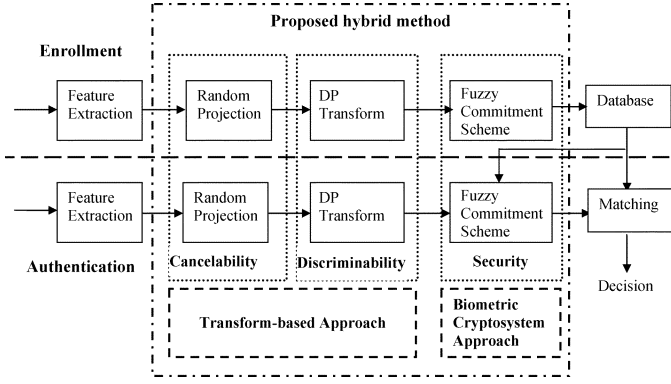 Proposed hybrid method
Enrollment
Feature
Extraction
Random
Projection
DP
Transform
Fuzzy
Commitment
Scheme
Database
Feature
Extraction
Random
Projection
DP
Transform
Fuzzy
Commitment
Scheme
Matching
Authentication
Cancelability
Discriminability
Security
Decision
Transform-based Approach
Biometric
Cryptosystem
Approach